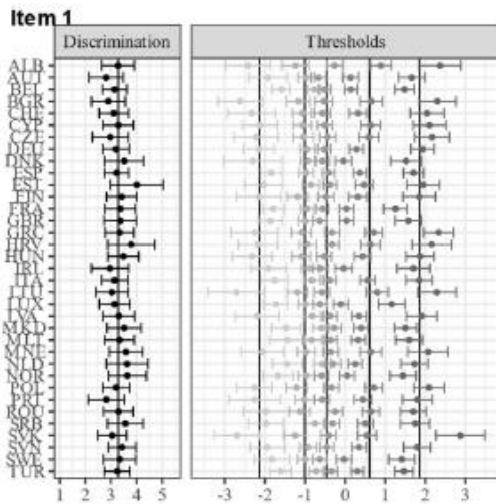 Item 1
Discrimination Thresholds
ALB
AUT
BEL
BGR
CHE
CYP
CZE
DEU
DNK
ESP
EST
FIN
FRA
GBR
GRC
HRV
HUN
IRL
ITA
LTU
LUX
LVA
MKD
MLT
MNE
NLD
NOR
POL
PRT
ROU
SRB
SVK
SVN
SWE
TUR
1 2 3 4 5 -3 -2 -1 0 1 2 3